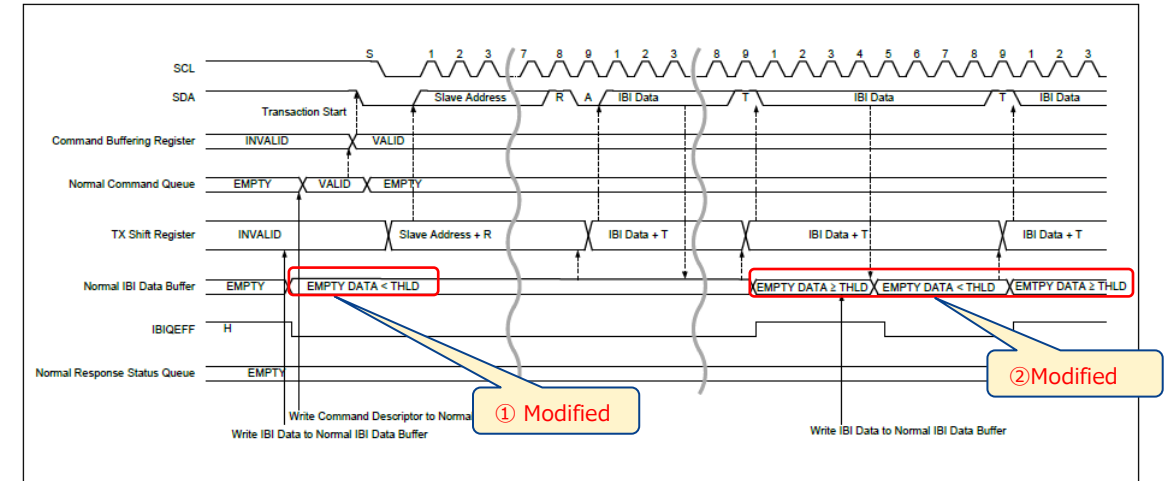 S 1 2 3 7 8 9 1 2 3 8 9 1 2 3 4 5 6 7 8 9 1 2 3
SCL
SDA Slave Address R A IBI Data T IBI Data T IBI Data
Transaction Start
Command Buffering Register INVALID VALID
Normal Command Queue EMPTY VALID EMPTY
TX Shift Register INVALID Slave Address + R IBI Data + T IBI Data + T IBI Data + T
Normal IBI Data Buffer EMPTY EMPTY DATA < THLD EMPTY DATA ≥ THLD EMPTY DATA < THLD EMTPY DATA ≥ THLD
IBIQEFF H
Normal Response Status Queue EMPTY
②Modified
① Modified
Write Command Descriptor to Norma
Write IBI Data to Normal IBI Data Buffer Write IBI Data to Normal IBI Data Buffer